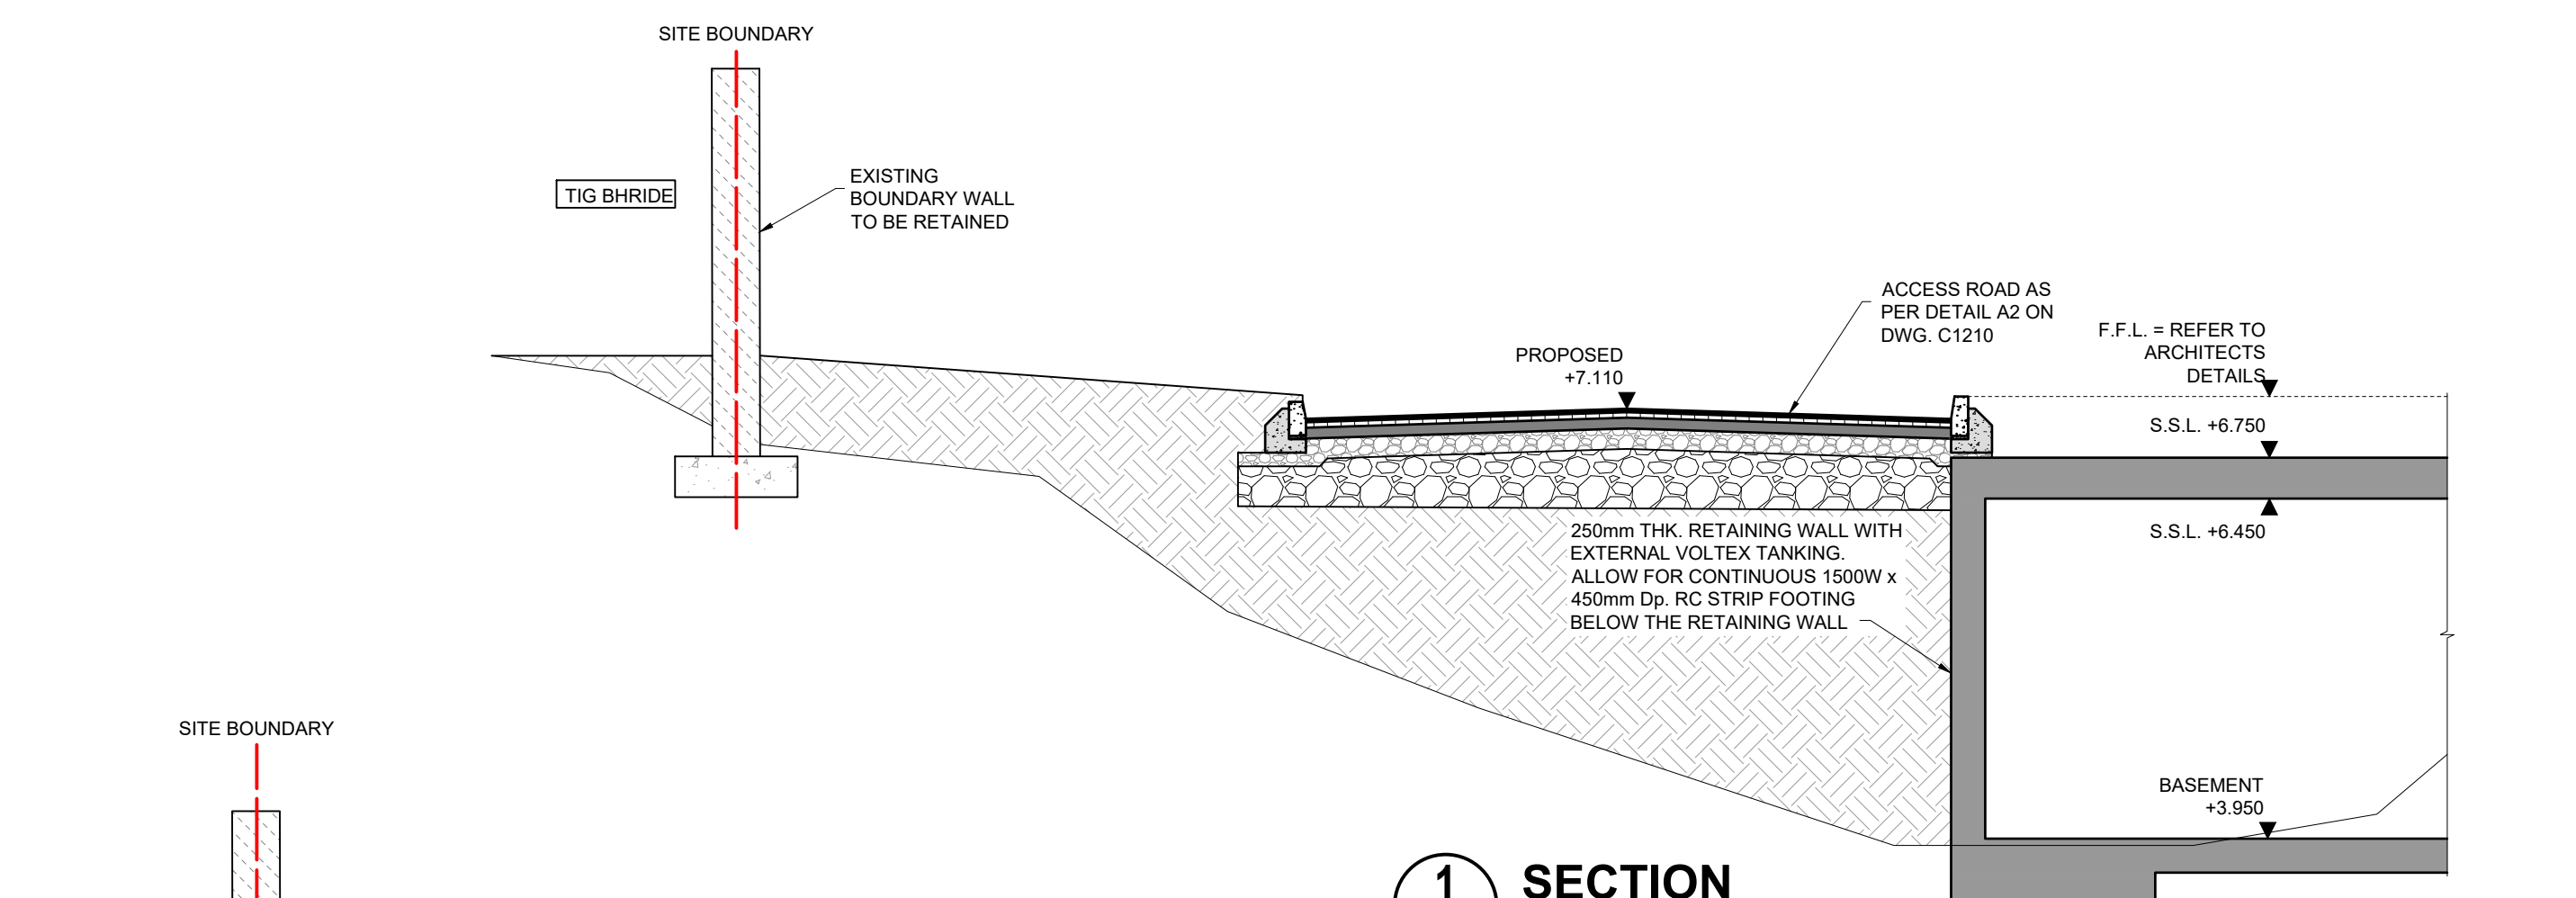 SITE BOUNDARY
TIG BHRIDE
EXISTING
BOUNDARY WALL
TO BE RETAINED
ACCESS ROAD AS
PER DETAIL A2 ON
DWG. C1210
PROPOSED
+7.110
F.F.L. = REFER TO
ARCHITECTS
DETAILS
S.S.L. +6.750
S.S.L. +6.450
250mm THK. RETAINING WALL WITH
EXTERNAL VOLTEX TANKING.
ALLOW FOR CONTINUOUS 1500W x
450mm Dp. RC STRIP FOOTING
BELOW THE RETAINING WALL
SITE BOUNDARY
BASEMENT
+3.950
1 SECTION